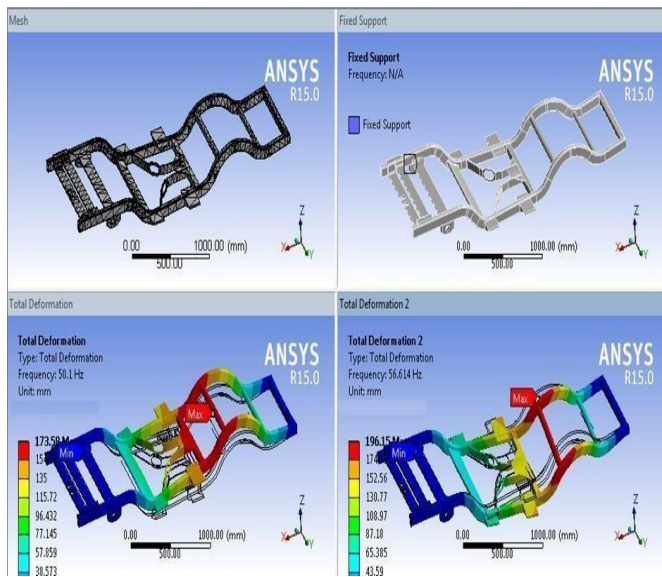 Mesh
ANSYS
R15.0
0.00 1000.00 (mm)
500.00
Z
X
Y
Fixed Support
Fixed Support
Frequency: N/A
Fixed Support
ANSYS
R15.0
0.00 1000.00 (mm)
500.00
Z
X
Y
Total Deformation
Total Deformation
Type: Total Deformation
Frequency: 50.1 Hz
Unit: mm
ANSYS
R15.0
Max
173.58
Min
135
115.72
96.432
77.145
57.859
38.573
0.00 1000.00 (mm)
500.00
Z
X
Y
Total Deformation 2
Total Deformation 2
Type: Total Deformation
Frequency: 56.614 Hz
Unit: mm
ANSYS
R15.0
Max
196.15
Min
152.56
130.77
108.97
87.18
65.385
43.59
0.00 1000.00 (mm)
500.00
Z
X
Y